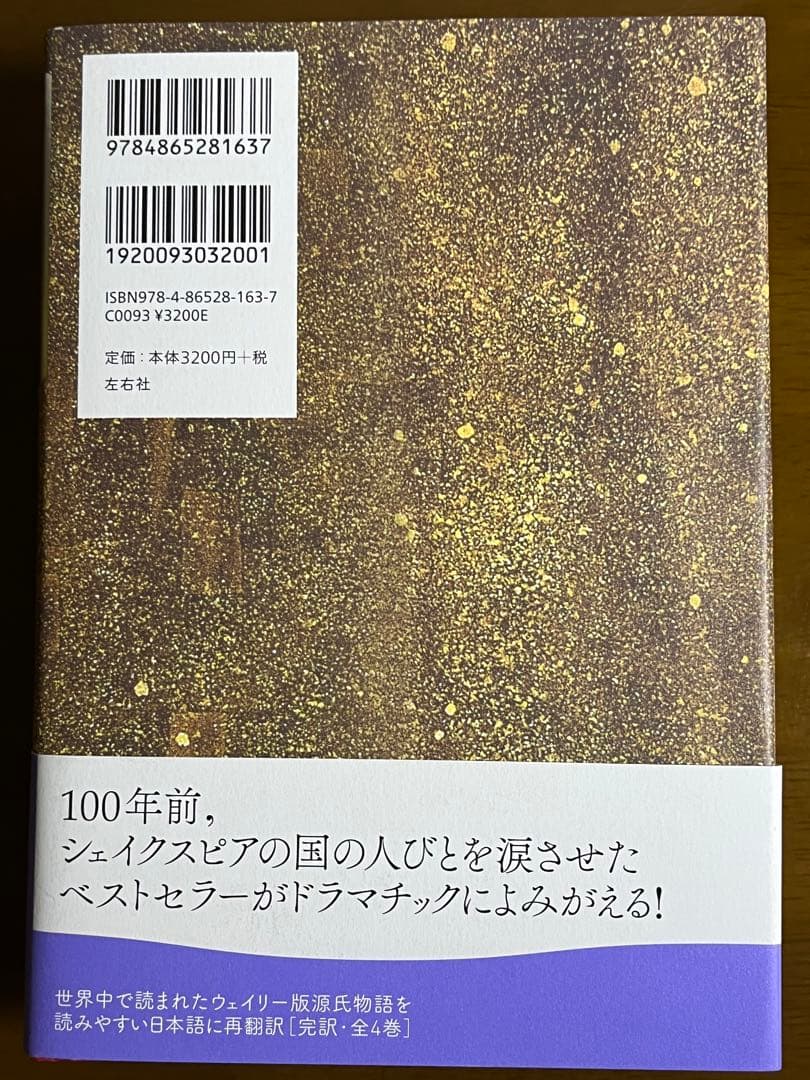 9784865281637
1920093032001
ISBN978-4-86528-163-7
C0093 ¥3200E
定価：本体3200円＋税
左右社
100年前,
シェイクスピアの国の人びとを涙させた
ベストセラーがドラマチックによみがえる!
世界中で読まれたウェイリー版源氏物語を
読みやすい日本語に再翻訳［完訳・全4巻］